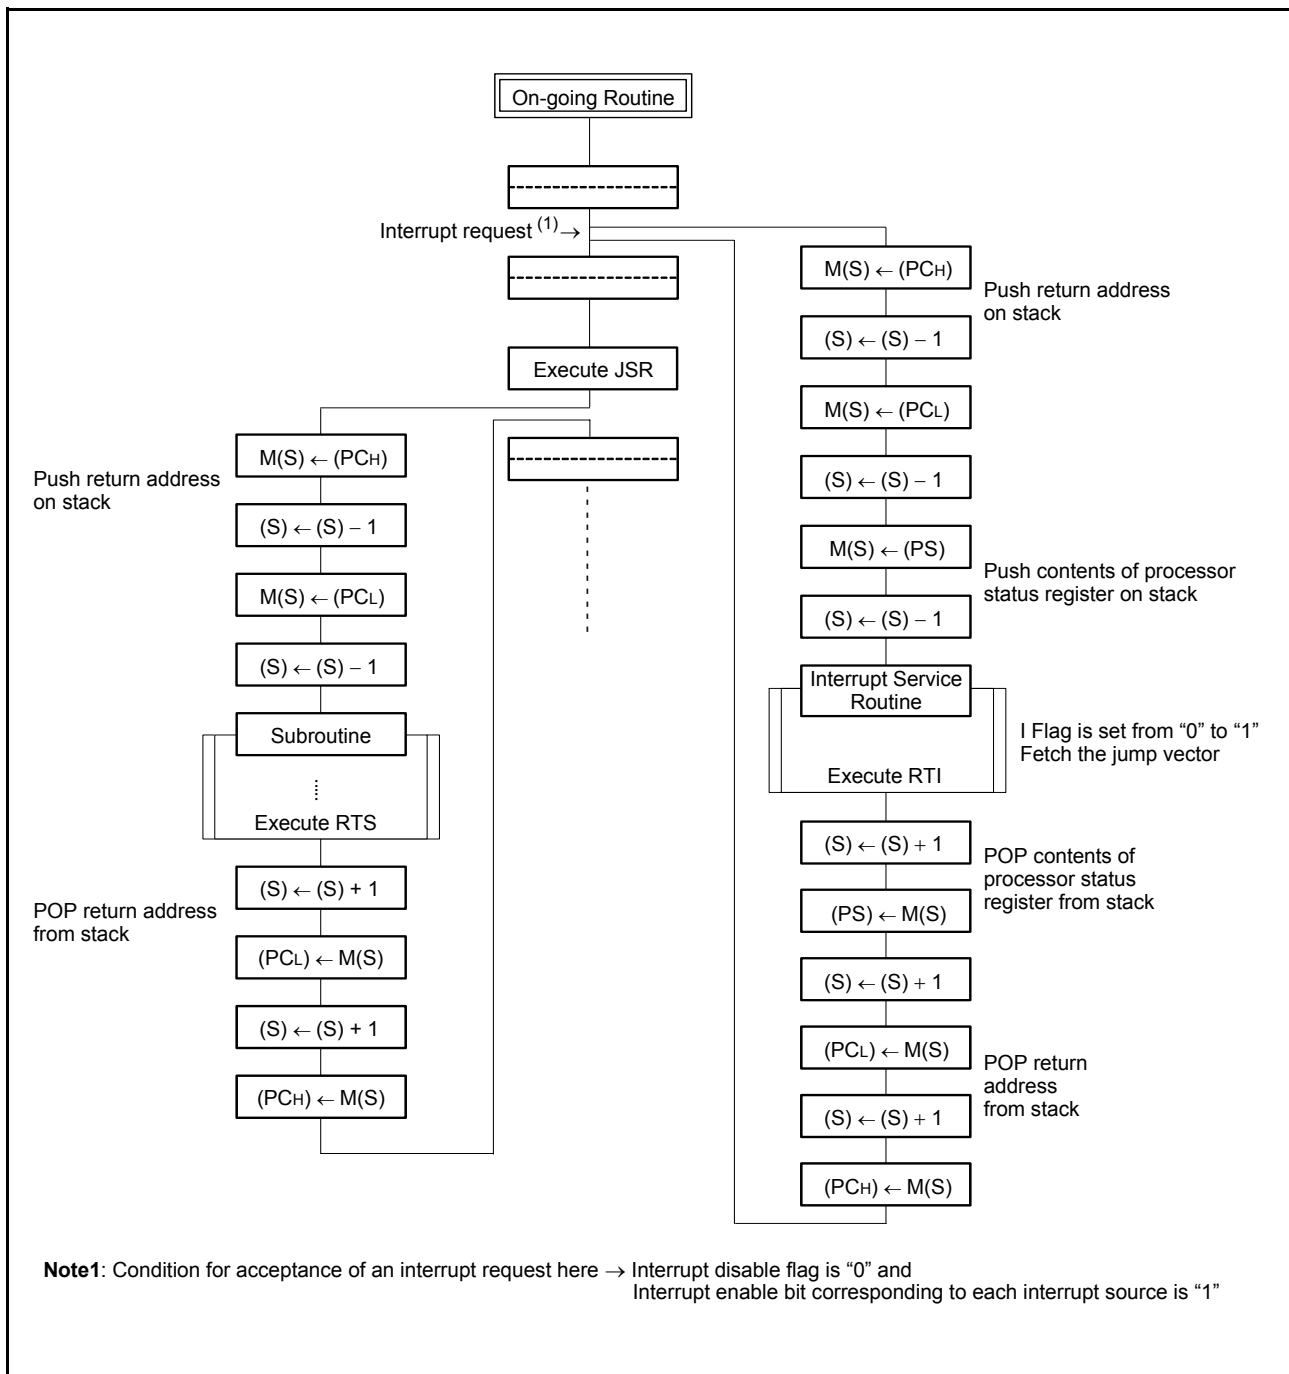 On-going Routine
Interrupt request (1) →
Execute JSR
Push return address
on stack
M(S) ← (PCH)
(S) ← (S) − 1
M(S) ← (PCL)
(S) ← (S) − 1
Subroutine
Execute RTS
POP return address
from stack
(S) ← (S) + 1
(PCL) ← M(S)
(S) ← (S) + 1
(PCH) ← M(S)
M(S) ← (PCH)
(S) ← (S) − 1
M(S) ← (PCL)
(S) ← (S) − 1
M(S) ← (PS)
(S) ← (S) − 1
Push return address
on stack
Push contents of processor
status register on stack
Interrupt Service
Routine
Execute RTI
I Flag is set from “0” to “1”
Fetch the jump vector
(S) ← (S) + 1
(PS) ← M(S)
(S) ← (S) + 1
(PCL) ← M(S)
(S) ← (S) + 1
(PCH) ← M(S)
POP contents of
processor status
register from stack
POP return
address
from stack
Note1: Condition for acceptance of an interrupt request here → Interrupt disable flag is “0” and
Interrupt enable bit corresponding to each interrupt source is “1”